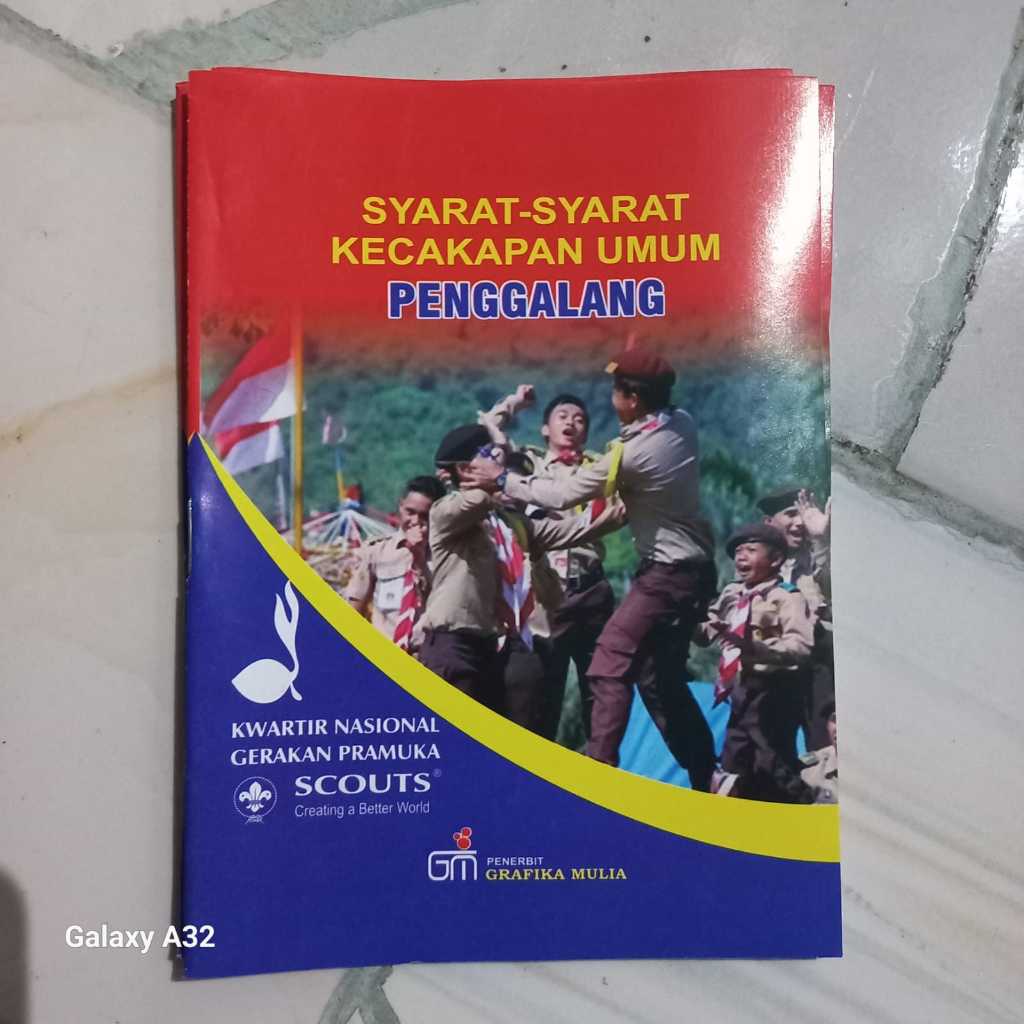 SYARAT-SYARAT
KECAKAPAN UMUM
PENGGALANG
KWARTIR NASIONAL
GERAKAN PRAMUKA
SCOUTS®
Creating a Better World
GM
PENERBIT
GRAFIKA MULIA
Galaxy A32